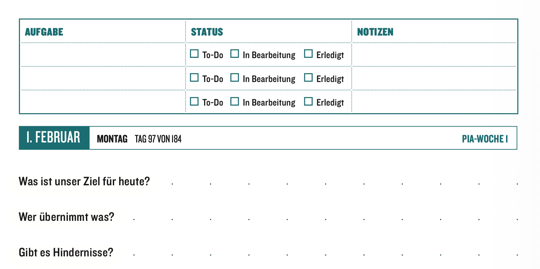 AUFGABE STATUS NOTIZEN
To-Do In Bearbeitung Erledigt
To-Do In Bearbeitung Erledigt
To-Do In Bearbeitung Erledigt
1. FEBRUAR MONTAG TAG 97 VON 184 PIA-WOCHE 1
Was ist unser Ziel für heute?
Wer übernimmt was?
Gibt es Hindernisse?